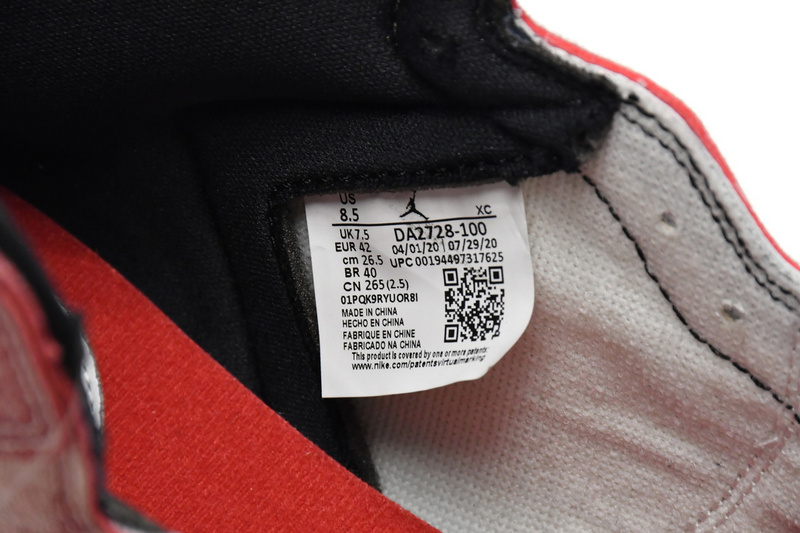 US
8.5 XC
UK7.5 DA2728-100
EUR 42 04/01/20 07/29/20
cm 26.5 UPC 00194497317625
BR 40
CN 265(2.5)
01PQK9RYUOR8I
MADE IN CHINA
HECHO EN CHINA
FABRIQUE EN CHINE
FABRICADO NA CHINA
This product is covered by one or more patents:
www.nike.com/patentsvirtualmarking